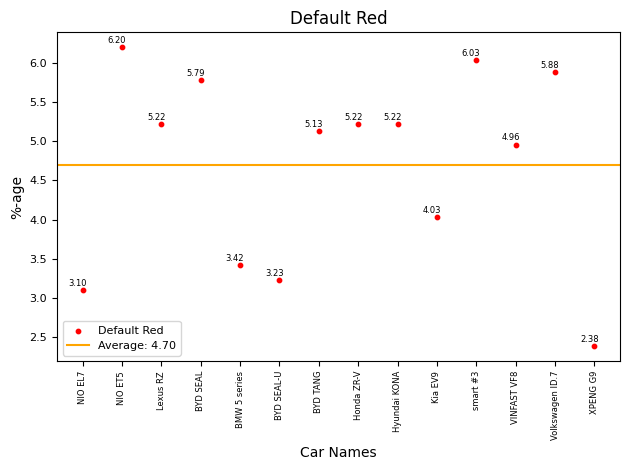 Default Red
6.20
6.03
5.88
5.79
5.22
5.22
5.22
5.13
4.96
4.03
3.42
3.23
3.10
2.38
6.0
5.5
5.0
4.5
4.0
3.5
3.0
2.5
%-age
Default Red
Average: 4.70
NIO EL7
NIO ET5
Lexus RZ
BYD SEAL
BMW 5 series
BYD SEAL-U
BYD TANG
Honda ZR-V
Hyundai KONA
Kia EV9
smart #3
VINFAST VF8
Volkswagen ID.7
XPENG G9
Car Names